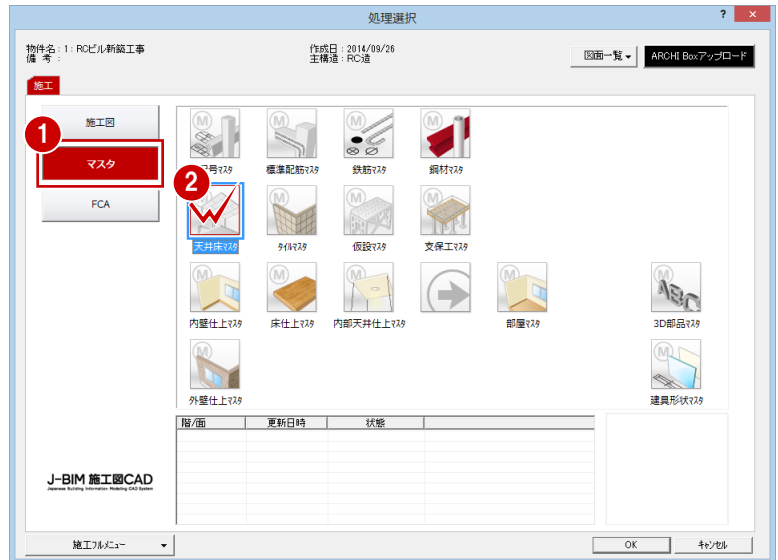 処理選択
? ×
物件名：1：RCビル新築工事
備 考：
作成日：2014/09/26
主構造：RC造
図面一覧▼
ARCHI Boxアップロード
施工
施工図
1
マスタ
FCA
M
M
M
M
号ﾏｽﾀ
標準配筋ﾏｽﾀ
鉄筋ﾏｽﾀ
鋼材ﾏｽﾀ
2
M
M
M
天井床ﾏｽﾀ
ﾀｲﾙﾏｽﾀ
仮設ﾏｽﾀ
支保工ﾏｽﾀ
M
M
M
M
M
ABC
内壁仕上ﾏｽﾀ
床仕上ﾏｽﾀ
内部天井仕上ﾏｽﾀ
部屋ﾏｽﾀ
3D部品ﾏｽﾀ
M
M
外壁仕上ﾏｽﾀ
建具形状ﾏｽﾀ
階/面
更新日時
状態
J-BIM 施工図CAD
Japanese Building Information Modeling CAD System
施工ﾌﾙﾒﾆｭｰ ▼
OK
ｷｬﾝｾﾙ